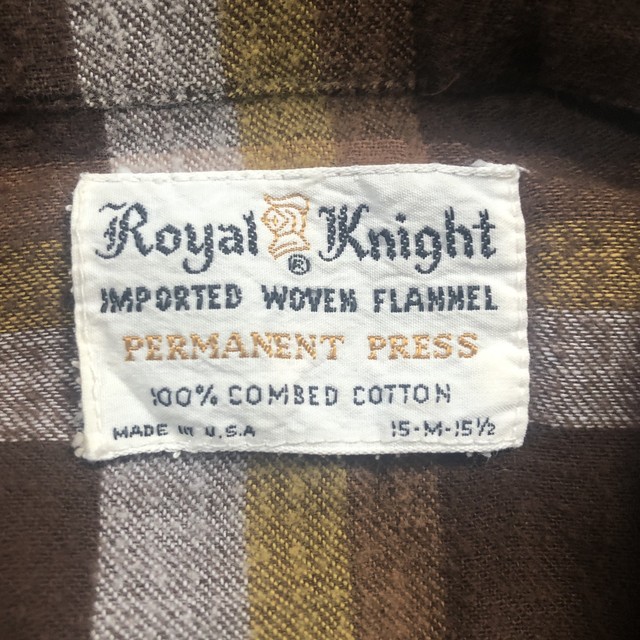 Royal Knight
®
IMPORTED WOVEN FLANNEL
PERMANENT PRESS
100% COMBED COTTON
MADE IN U.S.A 15-M-15½